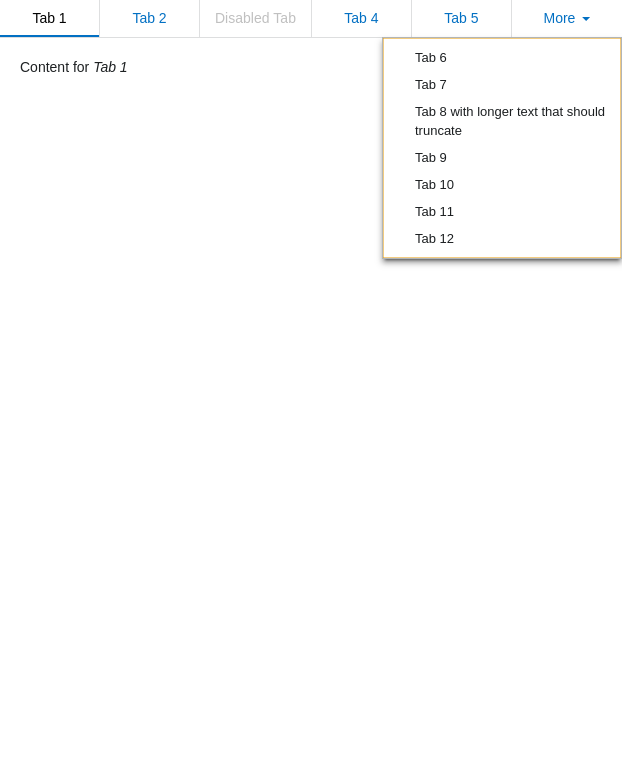 Tab 1 Tab 2 Disabled Tab Tab 4 Tab 5 More
Content for Tab 1
Tab 6
Tab 7
Tab 8 with longer text that should
truncate
Tab 9
Tab 10
Tab 11
Tab 12